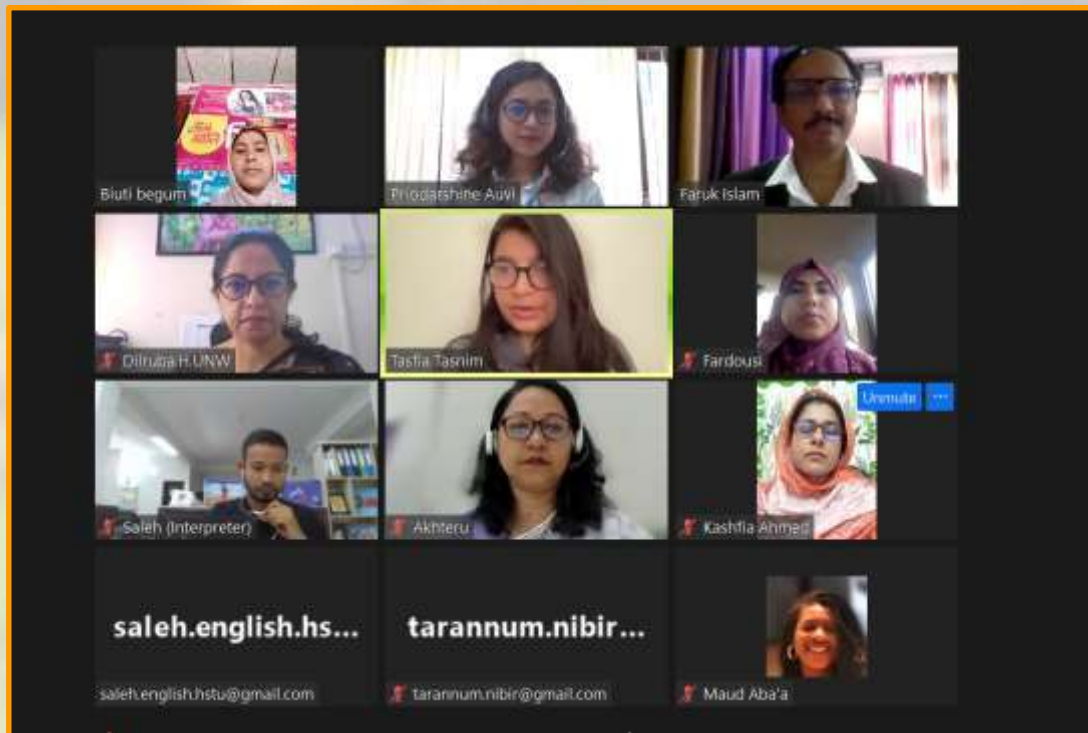 Biuti begum
Priodarshine Auvi
Faruk Islam
Dilruba.H.UNW
Tasfia Tasnim
Fardousi
Unmute
...
Saleh (Interpreter)
Akhteru
Kashfia Ahmed
saleh.english.hs...
tarannum.nibir...
saleh.english.hstu@gmail.com
tarannum.nibir@gmail.com
Maud Aba'a